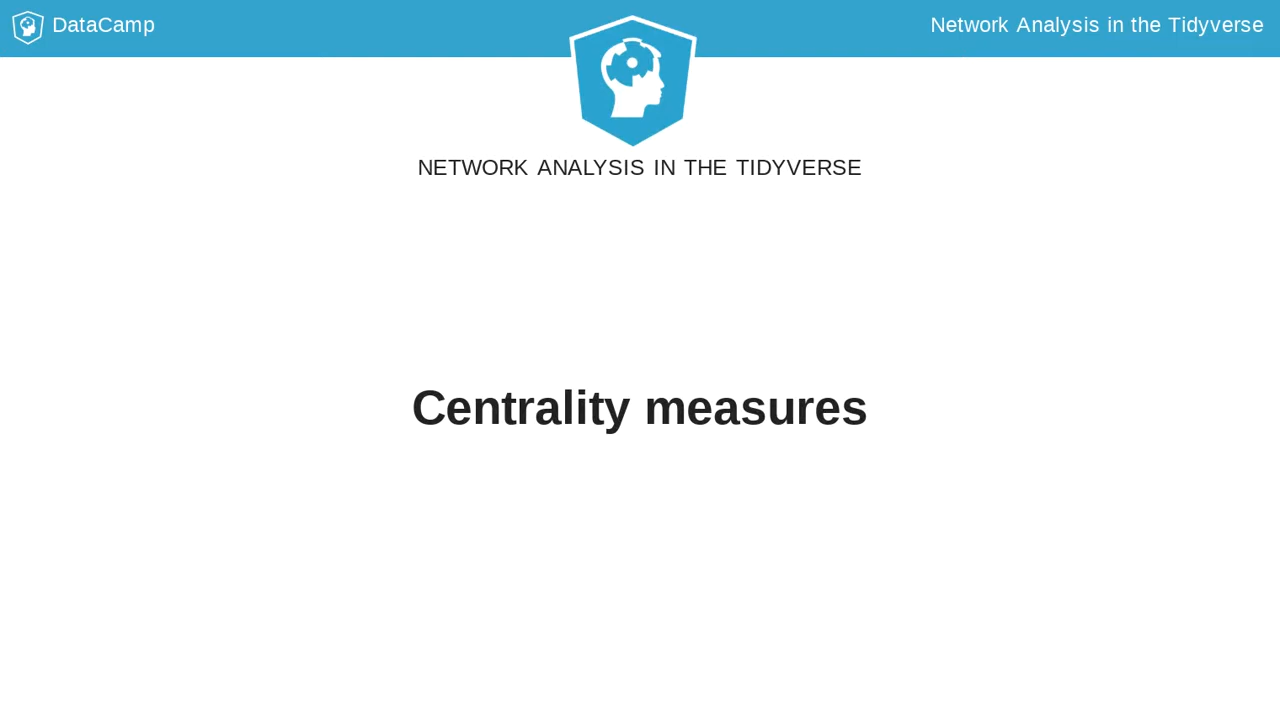 DataCamp
Network Analysis in the Tidyverse
NETWORK ANALYSIS IN THE TIDYVERSE
Centrality measures